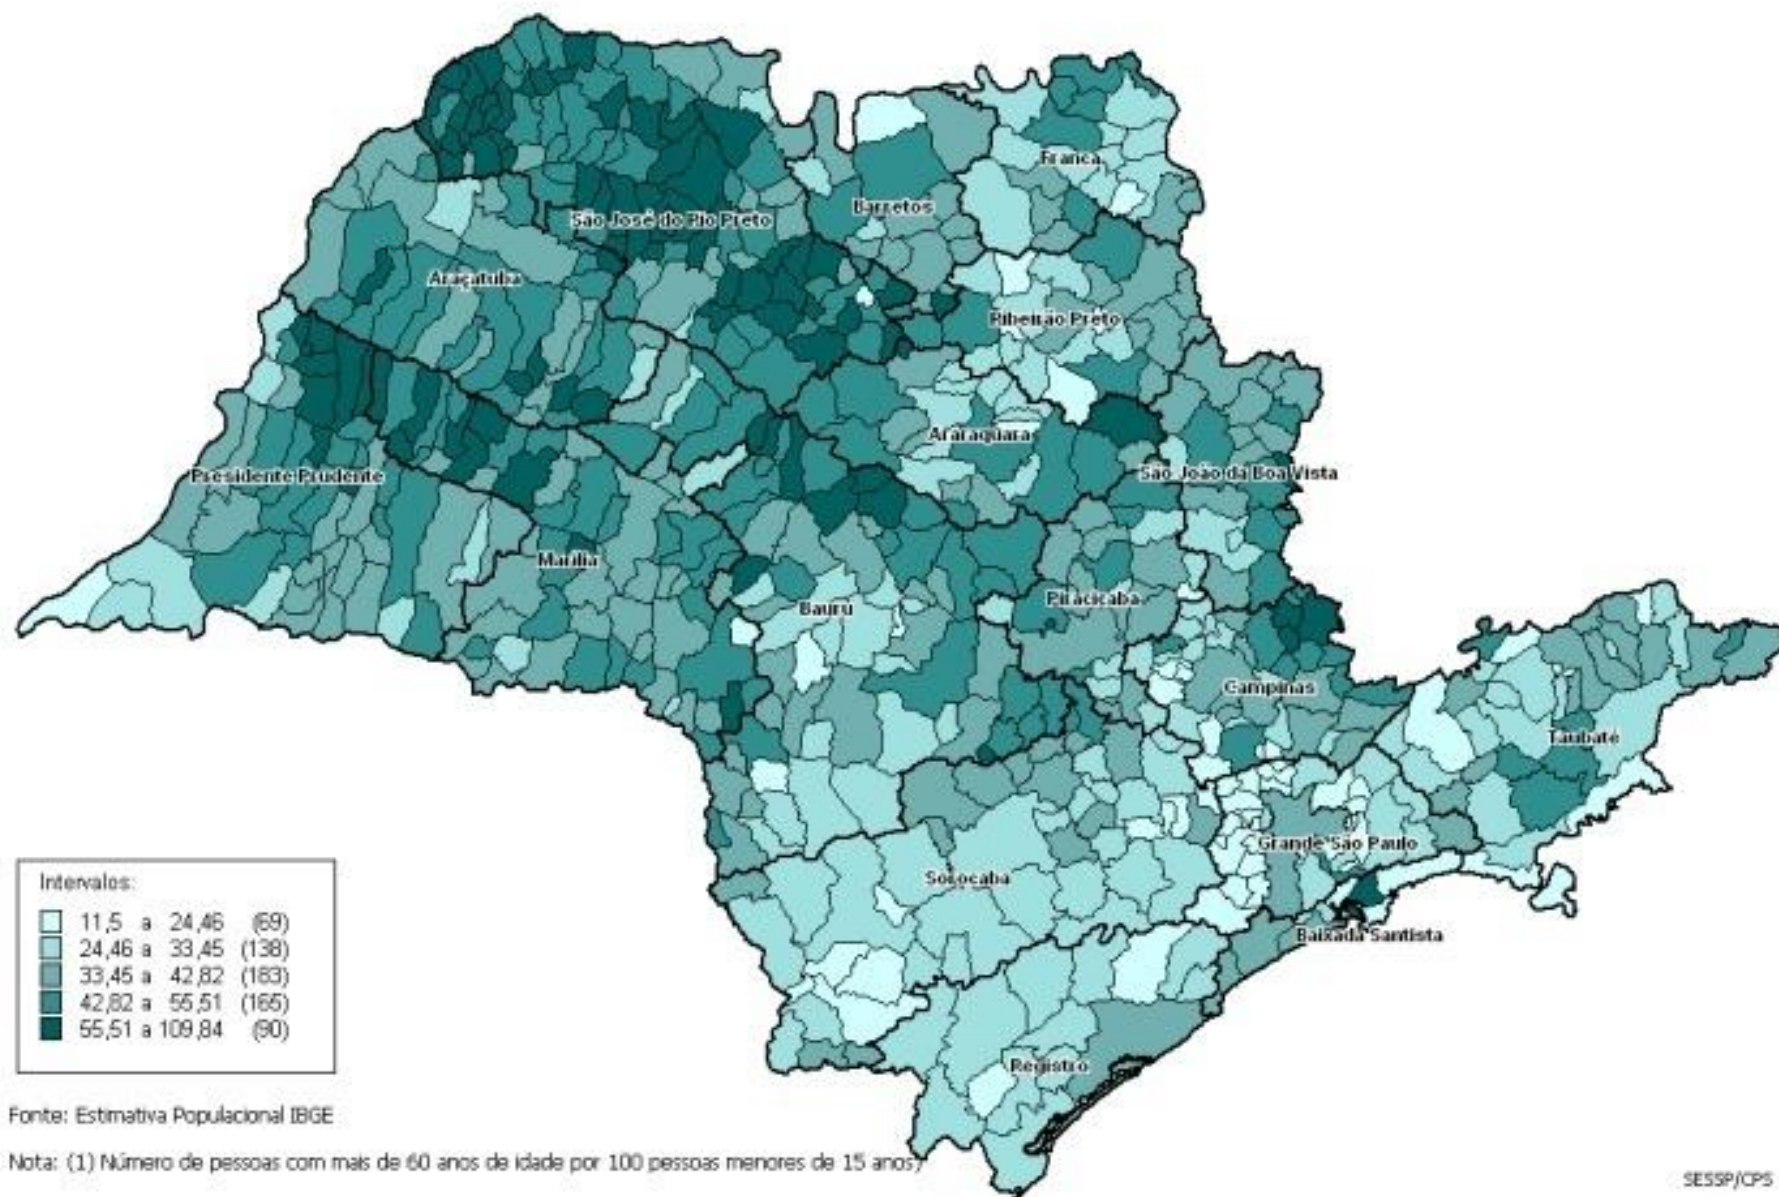 Franca
Barretos
São José do Rio Preto
Araçatuba
Ribeirão Preto
Araraquara
São João da Boa Vista
Presidente Prudente
Marília
Bauru
Piracicaba
Campinas
Taubaté
Grande São Paulo
Sorocaba
Baixada Santista
Registro
Intervalos:
11,5 a 24,46 (69)
24,46 a 33,45 (138)
33,45 a 42,82 (183)
42,82 a 55,51 (165)
55,51 a 109,84 (90)
Fonte: Estimativa Populacional IBGE
Nota: (1) Número de pessoas com mais de 60 anos de idade por 100 pessoas menores de 15 anos)
SESSP/CPS